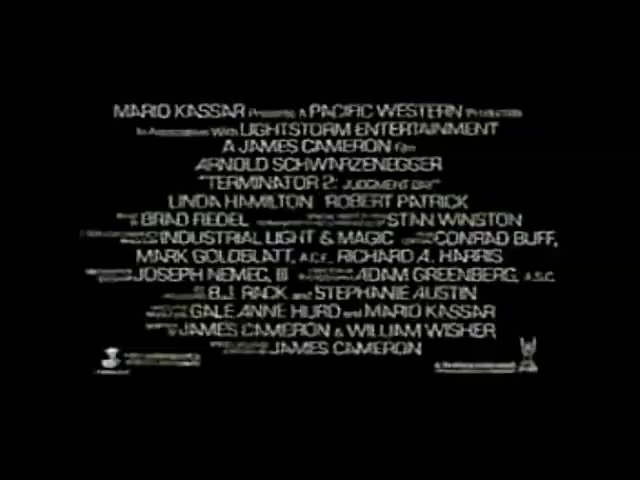 MARIO KASSAR Presents A PACIFIC WESTERN Production
In Association With LIGHTSTORM ENTERTAINMENT
A JAMES CAMERON Film
ARNOLD SCHWARZENEGGER
"TERMINATOR 2: JUDGMENT DAY"
LINDA HAMILTON ROBERT PATRICK
BRAD FIEDEL STAN WINSTON
INDUSTRIAL LIGHT & MAGIC CONRAD BUFF,
MARK GOLDBLATT, A.C.E., RICHARD A. HARRIS
JOSEPH NEMEC, III ADAM GREENBERG, A.S.C.
B.J. RACK and STEPHANIE AUSTIN
GALE ANNE HURD and MARIO KASSAR
JAMES CAMERON & WILLIAM WISHER
JAMES CAMERON